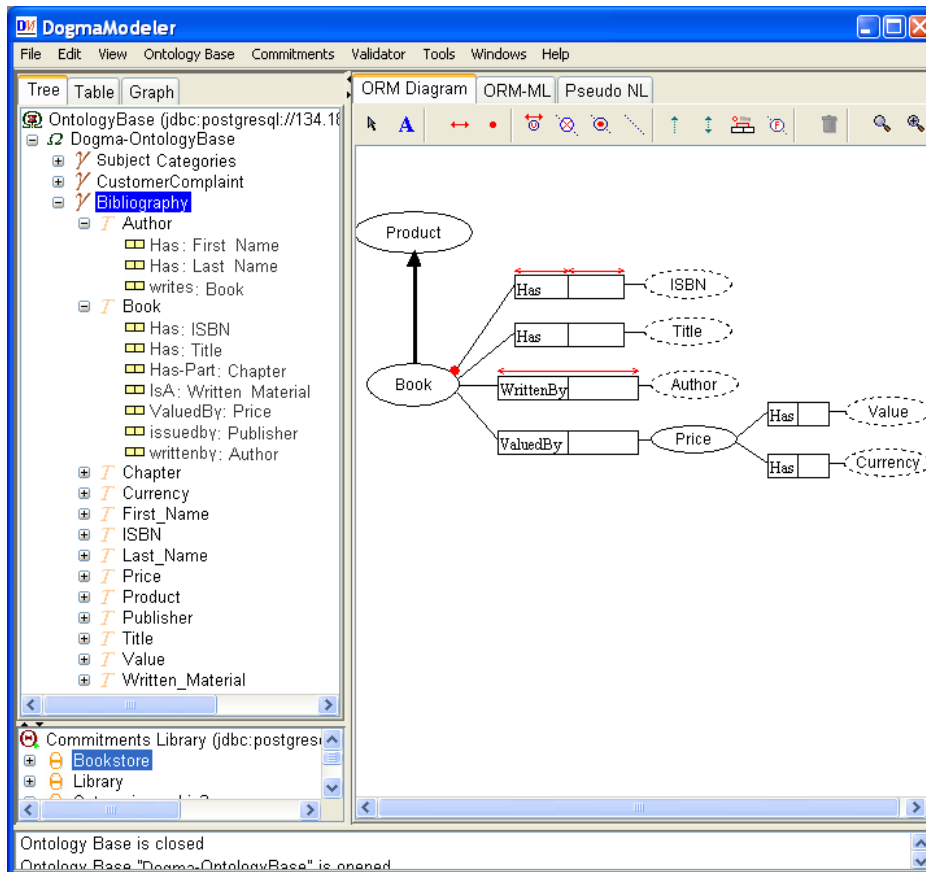 DogmaModeler
File Edit View Ontology Base Commitments Validator Tools Windows Help
Tree Table Graph
OntologyBase (jdbc:postgresql://134.18
Ω Dogma-OntologyBase
γ Subject Categories
γ CustomerComplaint
γ Bibliography
T Author
Has: First Name
Has: Last Name
writes: Book
T Book
Has: ISBN
Has: Title
Has-Part: Chapter
IsA: Written Material
ValuedBy: Price
issuedby: Publisher
writtenby: Author
T Chapter
T Currency
T First_Name
T ISBN
T Last_Name
T Price
T Product
T Publisher
T Title
T Value
T Written_Material
Commitments Library (jdbc:postgres
Bookstore
Library
ORM Diagram ORM-ML Pseudo NL
A
Product
Has ISBN
Has Title
Book WrittenBy Author
ValuedBy Price
Has Value
Has Currency
Ontology Base is closed
Ontology Base "Dogma-OntologyBase" is opened